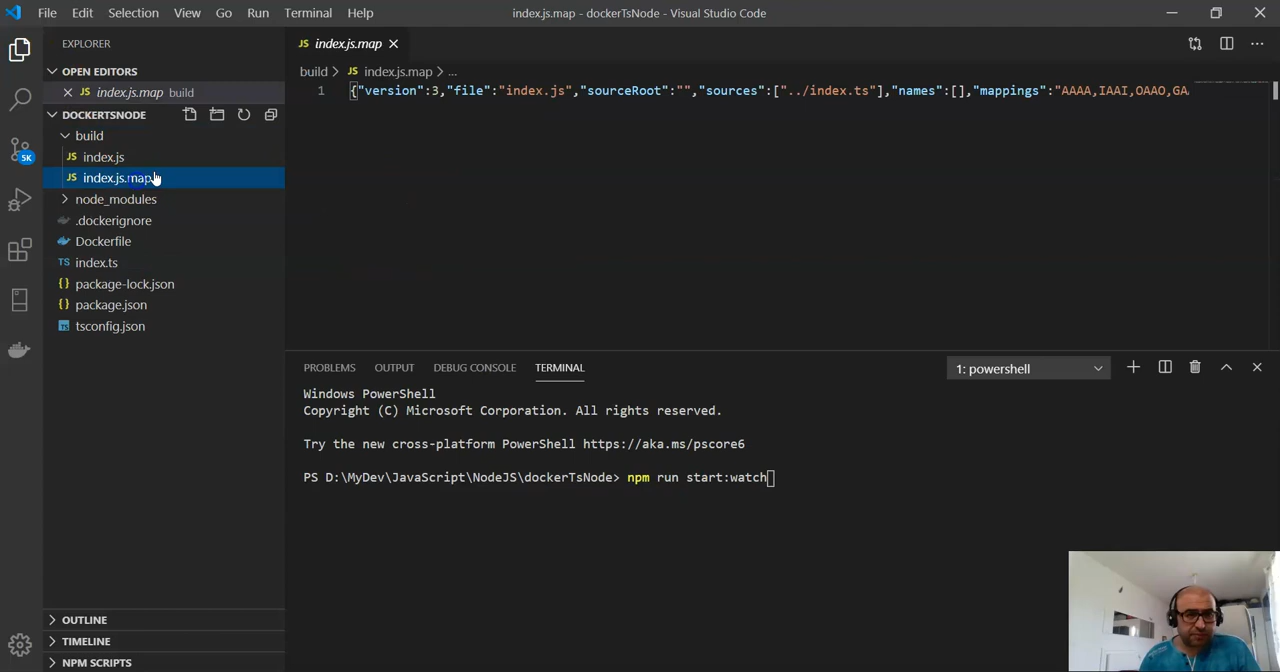 File Edit Selection View Go Run Terminal Help
index.js.map - dockerTsNode - Visual Studio Code
EXPLORER
JS index.js.map
OPEN EDITORS
JS index.js.map build
build JS index.js.map ...
1 {"version":3,"file":"index.js","sourceRoot":"","sources":["../index.ts"],"names":[],"mappings":"AAAA,IAAI,OAAO,GA
DOCKERTSNODE
build
JS index.js
JS index.js.map
5K
node_modules
.dockerignore
Dockerfile
TS index.ts
{} package-lock.json
{} package.json
TS tsconfig.json
PROBLEMS OUTPUT DEBUG CONSOLE TERMINAL
1: powershell
Windows PowerShell
Copyright (C) Microsoft Corporation. All rights reserved.
Try the new cross-platform PowerShell https://aka.ms/pscore6
PS D:\MyDev\JavaScript\NodeJS\dockerTsNode> npm run start:watch
OUTLINE
TIMELINE
NPM SCRIPTS